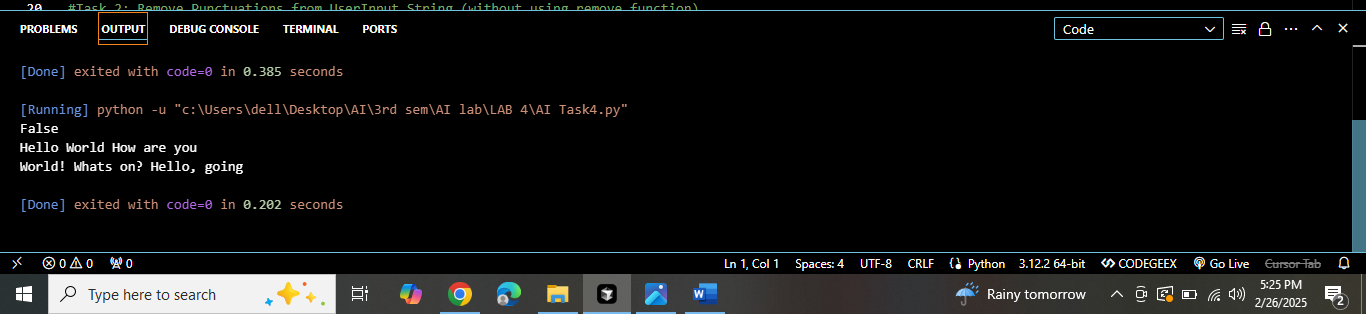 20 #Task 2: Remove Punctuations from UserInput String (without using remove function)
PROBLEMS OUTPUT DEBUG CONSOLE TERMINAL PORTS Code
[Done] exited with code=0 in 0.385 seconds
[Running] python -u "c:\Users\dell\Desktop\AI\3rd sem\AI lab\LAB 4\AI Task4.py"
False
Hello World How are you
World! Whats on? Hello, going
[Done] exited with code=0 in 0.202 seconds
0 0 0 Ln 1, Col 1 Spaces: 4 UTF-8 CRLF Python 3.12.2 64-bit CODEGEEX Go Live Cursor Tab
Type here to search W Rainy tomorrow 5:25 PM
2/26/2025 2